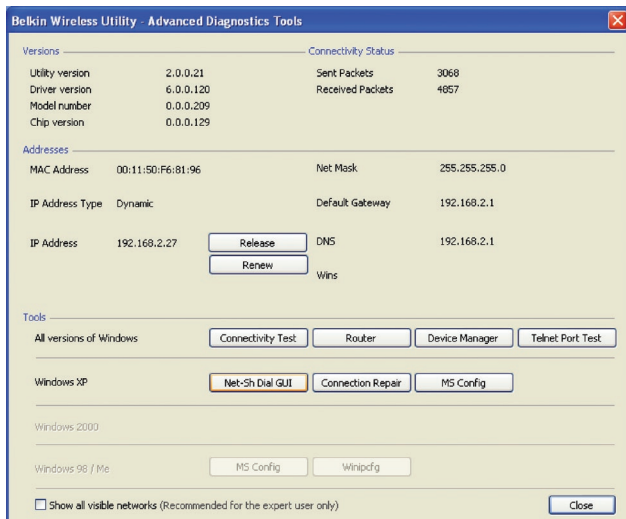 Belkin Wireless Utility - Advanced Diagnostics Tools
Versions Connectivity Status
Utility version 2.0.0.21 Sent Packets 3068
Driver version 6.0.0.120 Received Packets 4857
Model number 0.0.0.209
Chip version 0.0.0.129
Addresses
MAC Address 00:11:50:F6:81:96 Net Mask 255.255.255.0
IP Address Type Dynamic Default Gateway 192.168.2.1
IP Address 192.168.2.27 Release DNS 192.168.2.1
Renew
Wins
Tools
All versions of Windows Connectivity Test Router Device Manager Telnet Port Test
Windows XP Net-Sh Dial GUI Connection Repair MS Config
Windows 2000
Windows 98 / Me MS Config Winipcfg
Show all visible networks (Recommended for the expert user only) Close